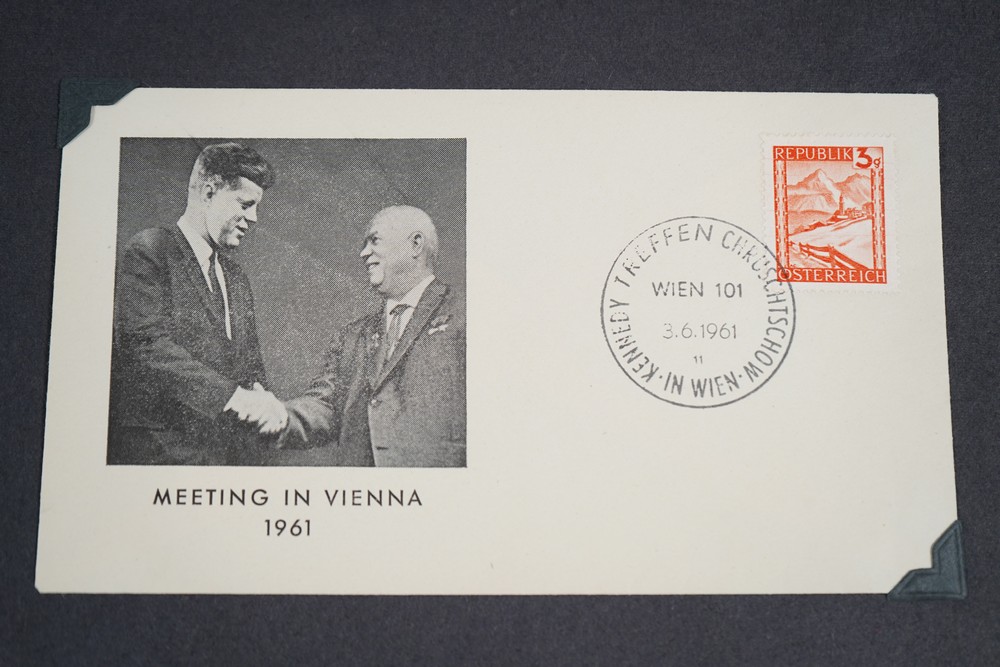 MEETING IN VIENNA
1961
REPUBLIK 3g
ÖSTERREICH
KENNEDY TREFFEN CHRUSCHTSCHOW
WIEN 101
3.6.1961
11
· IN WIEN ·